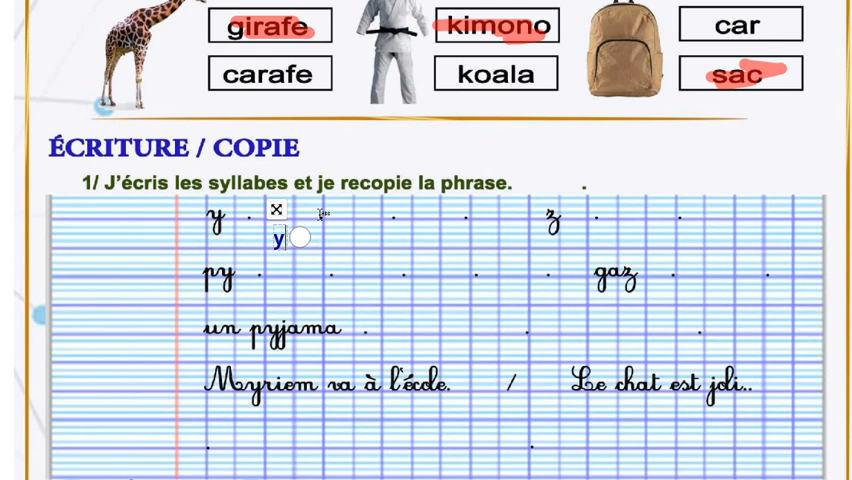 girafe kimono car
carafe koala sac
ÉCRITURE / COPIE
1/ J'écris les syllabes et je recopie la phrase. .
y . . . . z . .
y
py . . . . . gaz . .
un pyjama . . .
Myriem va à l'école. / Le chat est joli..
. .